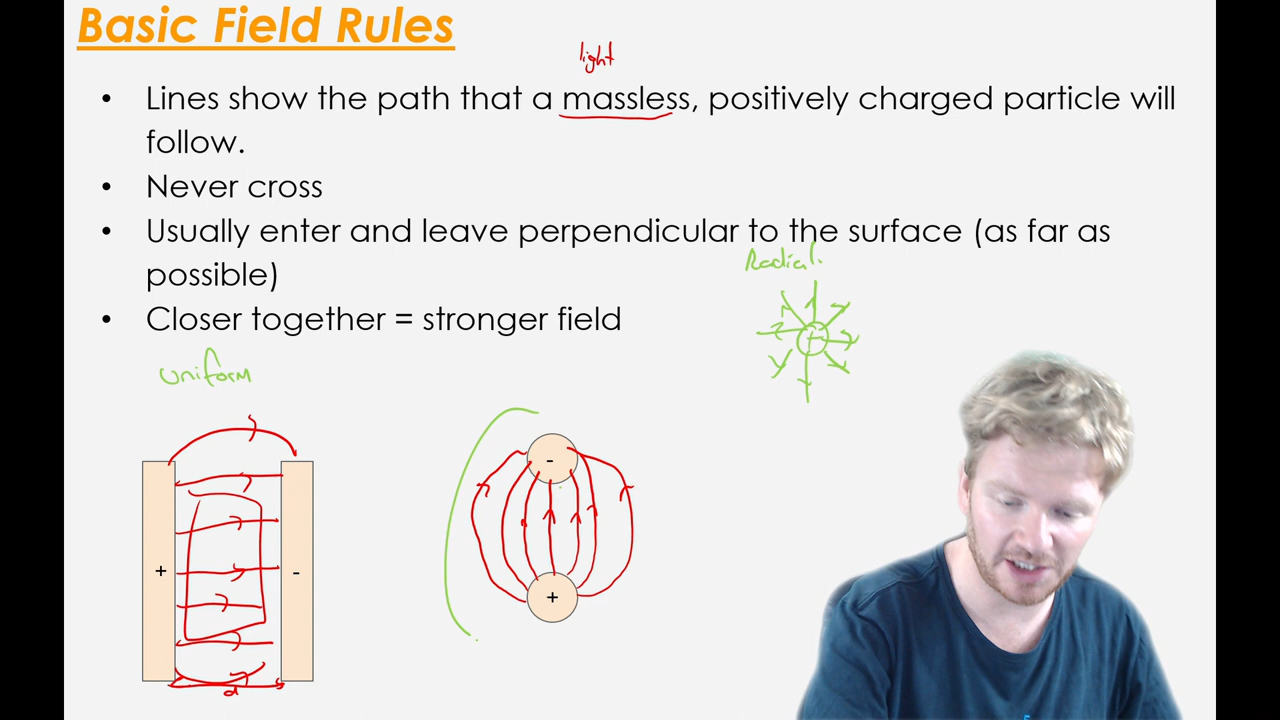 Basic Field Rules
light
• Lines show the path that a massless, positively charged particle will
follow.
• Never cross
• Usually enter and leave perpendicular to the surface (as far as
possible)
Radial.
• Closer together = stronger field
+
uniform
-
+
-
+
d